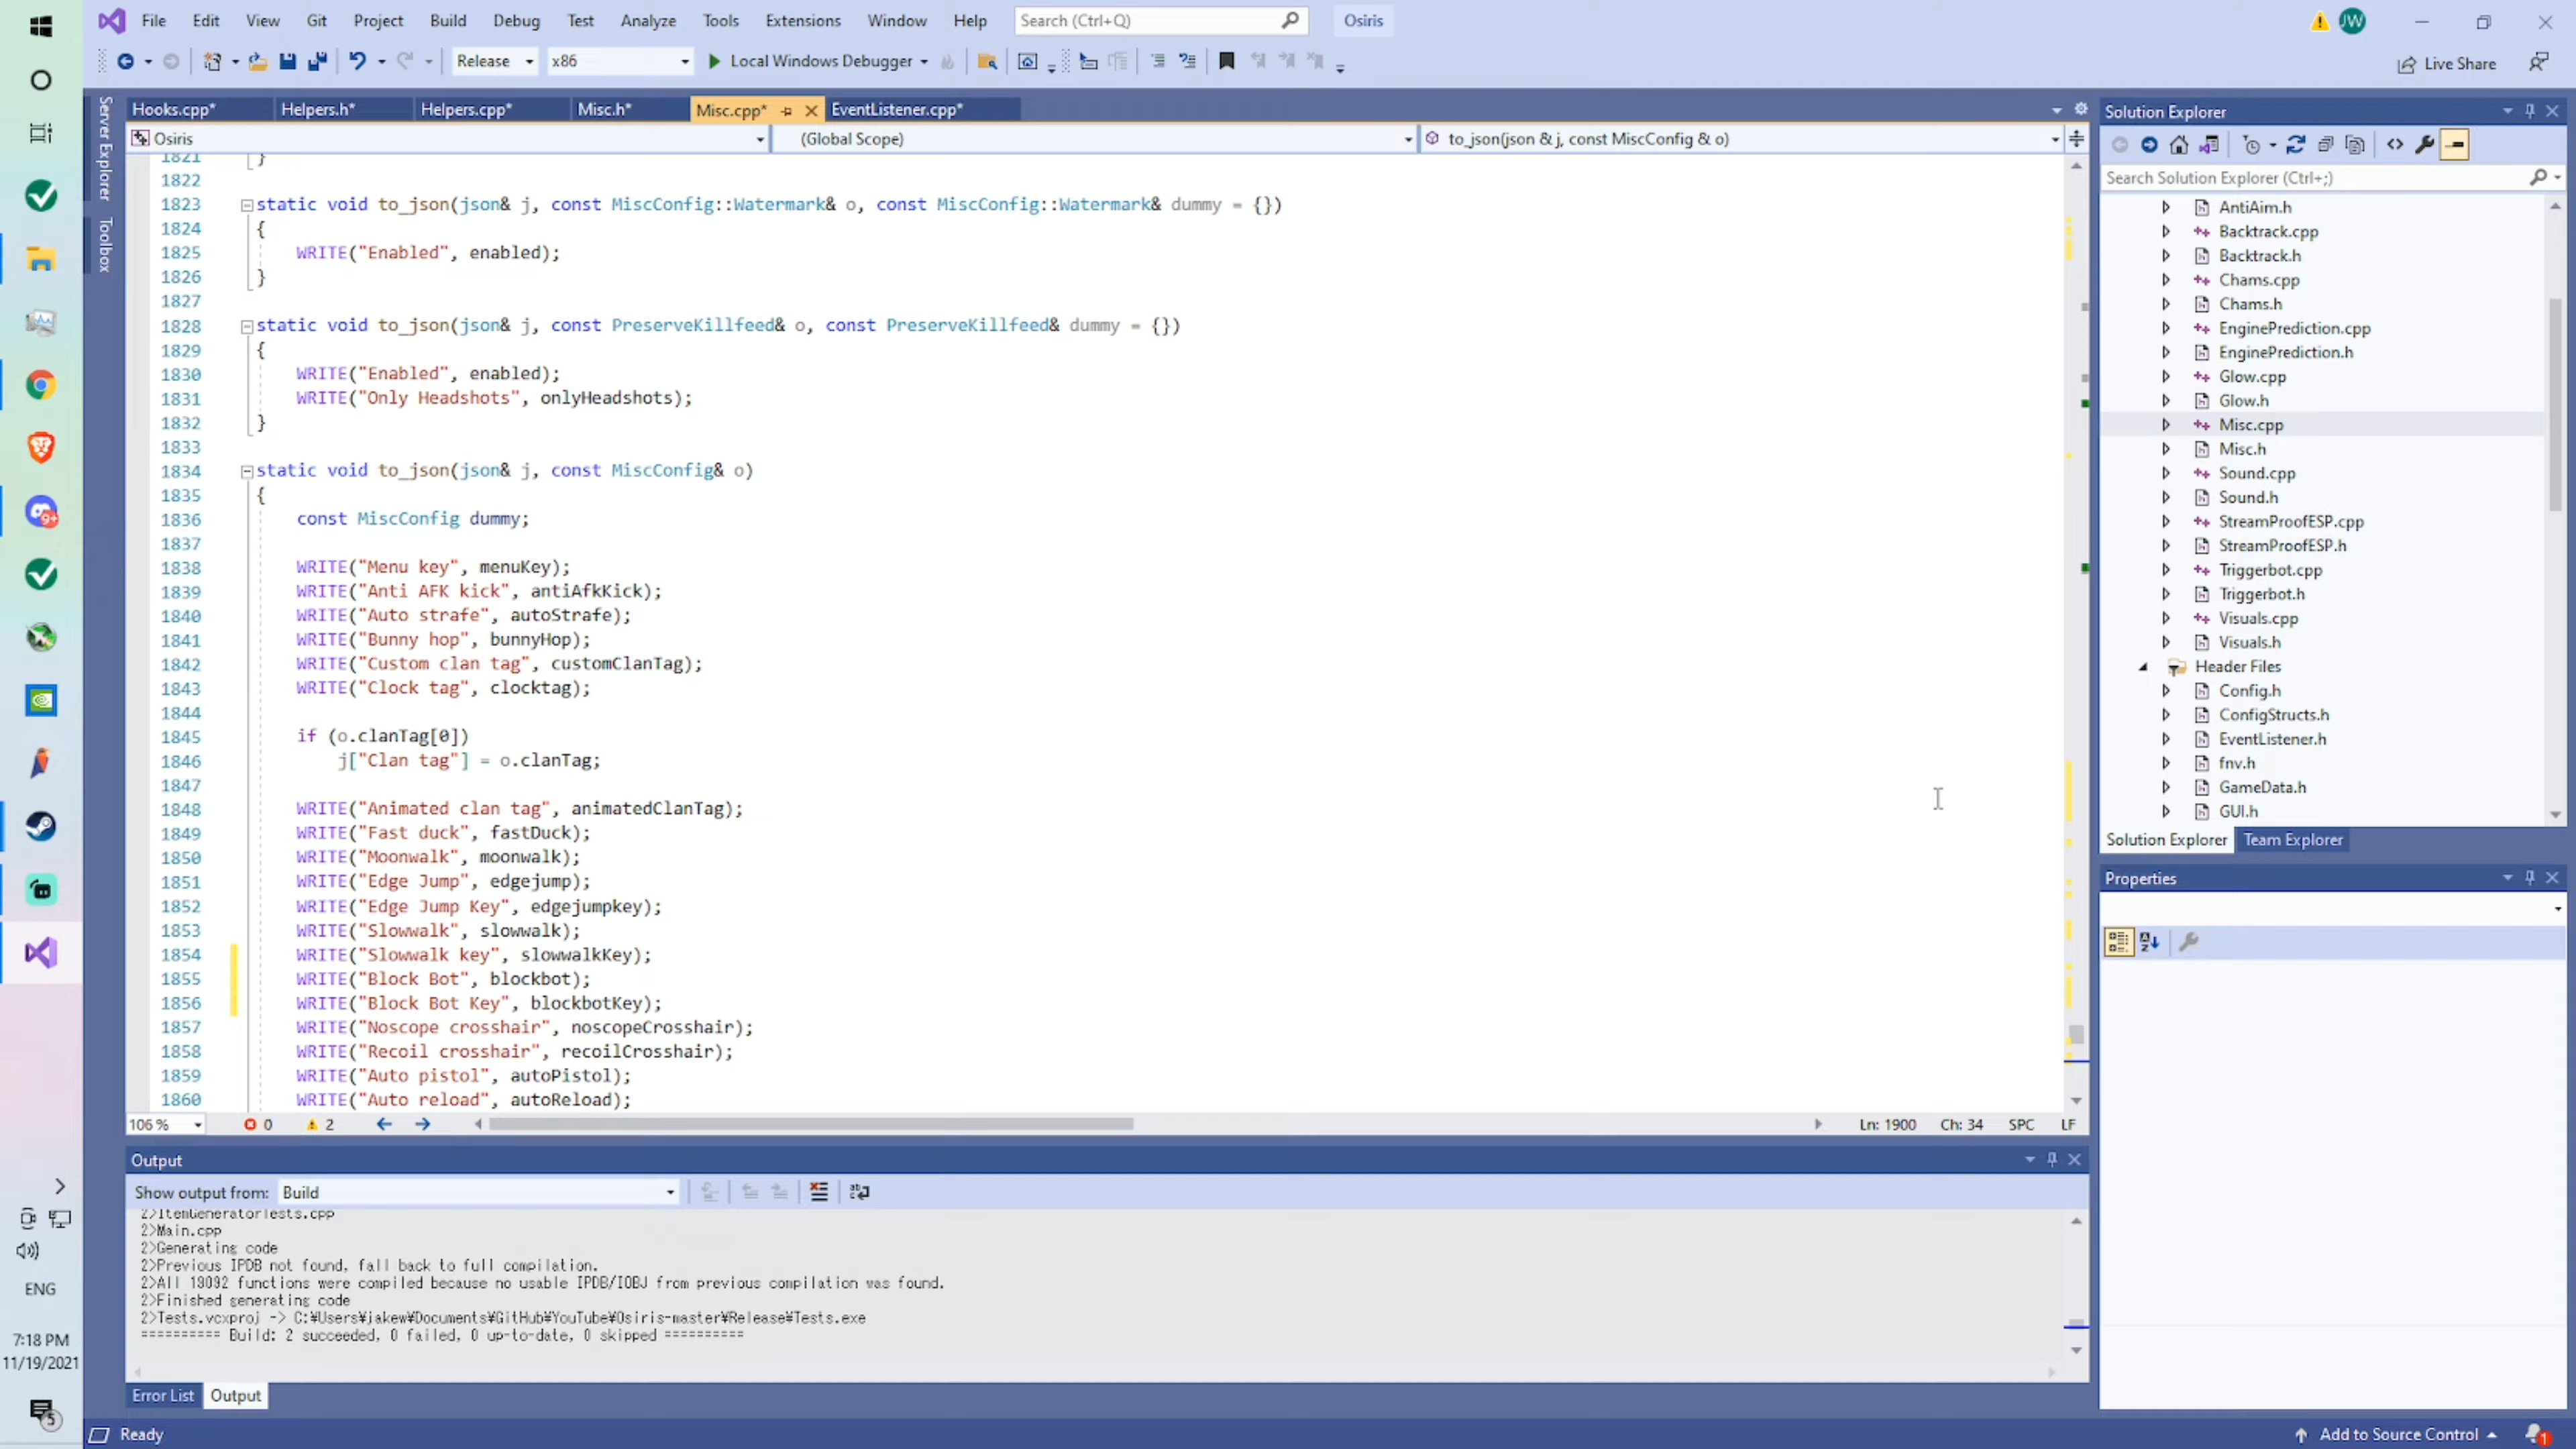 File Edit View Git Project Build Debug Test Analyze Tools Extensions Window Help Search (Ctrl+Q) Osiris JW
Release x86 Local Windows Debugger Live Share
Server Explorer
Toolbox
Hooks.cpp* Helpers.h* Helpers.cpp* Misc.h* Misc.cpp* EventListener.cpp*
Osiris (Global Scope) to_json(json & j, const MiscConfig & o)
1821 }
1822
1823 static void to_json(json& j, const MiscConfig::Watermark& o, const MiscConfig::Watermark& dummy = {})
1824 {
1825 WRITE("Enabled", enabled);
1826 }
1827
1828 static void to_json(json& j, const PreserveKillfeed& o, const PreserveKillfeed& dummy = {})
1829 {
1830 WRITE("Enabled", enabled);
1831 WRITE("Only Headshots", onlyHeadshots);
1832 }
1833
1834 static void to_json(json& j, const MiscConfig& o)
1835 {
1836 const MiscConfig dummy;
1837
1838 WRITE("Menu key", menuKey);
1839 WRITE("Anti AFK kick", antiAfkKick);
1840 WRITE("Auto strafe", autoStrafe);
1841 WRITE("Bunny hop", bunnyHop);
1842 WRITE("Custom clan tag", customClanTag);
1843 WRITE("Clock tag", clocktag);
1844
1845 if (o.clanTag[0])
1846 j["Clan tag"] = o.clanTag;
1847
1848 WRITE("Animated clan tag", animatedClanTag);
1849 WRITE("Fast duck", fastDuck);
1850 WRITE("Moonwalk", moonwalk);
1851 WRITE("Edge Jump", edgejump);
1852 WRITE("Edge Jump Key", edgejumpkey);
1853 WRITE("Slowwalk", slowwalk);
1854 WRITE("Slowwalk key", slowwalkKey);
1855 WRITE("Block Bot", blockbot);
1856 WRITE("Block Bot Key", blockbotKey);
1857 WRITE("Noscope crosshair", noscopeCrosshair);
1858 WRITE("Recoil crosshair", recoilCrosshair);
1859 WRITE("Auto pistol", autoPistol);
1860 WRITE("Auto reload", autoReload);
106 % 0 2 Ln: 1900 Ch: 34 SPC LF
Output
Show output from: Build
2>ItemGeneratorTests.cpp
2>Main.cpp
2>Generating code
2>Previous IPDB not found, fall back to full compilation.
2>All 19092 functions were compiled because no usable IPDB/IOBJ from previous compilation was found.
2>Finished generating code
2>Tests.vcxproj -> C:¥Users¥jakew¥Documents¥GitHub¥YouTube¥Osiris-master¥Release¥Tests.exe
========== Build: 2 succeeded, 0 failed, 0 up-to-date, 0 skipped ==========
Error List Output
Ready
Add to Source Control
1
Solution Explorer
Search Solution Explorer (Ctrl+;)
AntiAim.h
Backtrack.cpp
Backtrack.h
Chams.cpp
Chams.h
EnginePrediction.cpp
EnginePrediction.h
Glow.cpp
Glow.h
Misc.cpp
Misc.h
Sound.cpp
Sound.h
StreamProofESP.cpp
StreamProofESP.h
Triggerbot.cpp
Triggerbot.h
Visuals.cpp
Visuals.h
Header Files
Config.h
ConfigStructs.h
EventListener.h
fnv.h
GameData.h
GUI.h
Solution Explorer Team Explorer
Properties
9+
ENG
7:18 PM
11/19/2021
5